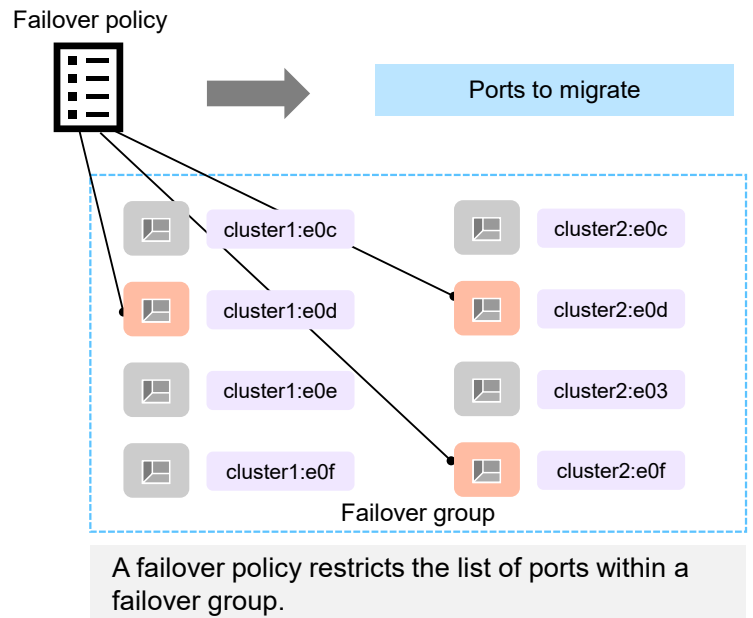 Failover policy
Ports to migrate
cluster1:e0c
cluster2:e0c
cluster1:e0d
cluster2:e0d
cluster1:e0e
cluster2:e03
cluster1:e0f
cluster2:e0f
Failover group
A failover policy restricts the list of ports within a
failover group.